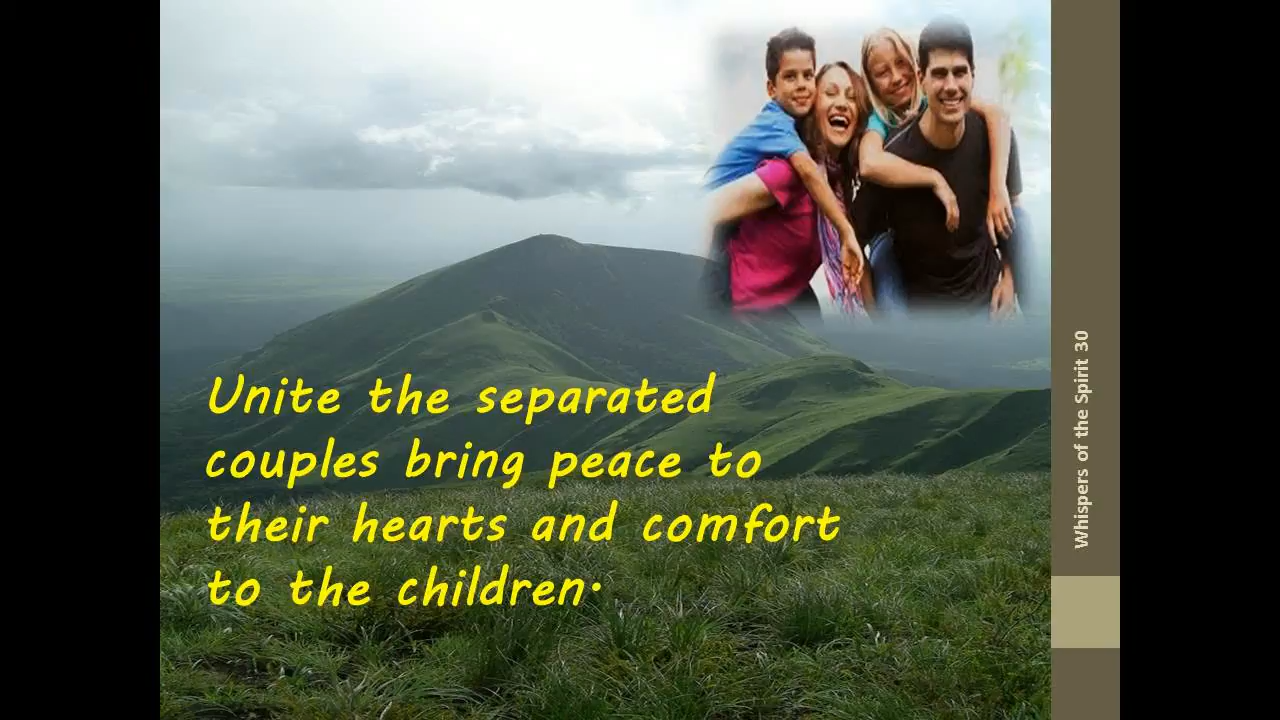 Unite the separated
couples bring peace to
their hearts and comfort
to the children.
Whispers of the Spirit 30